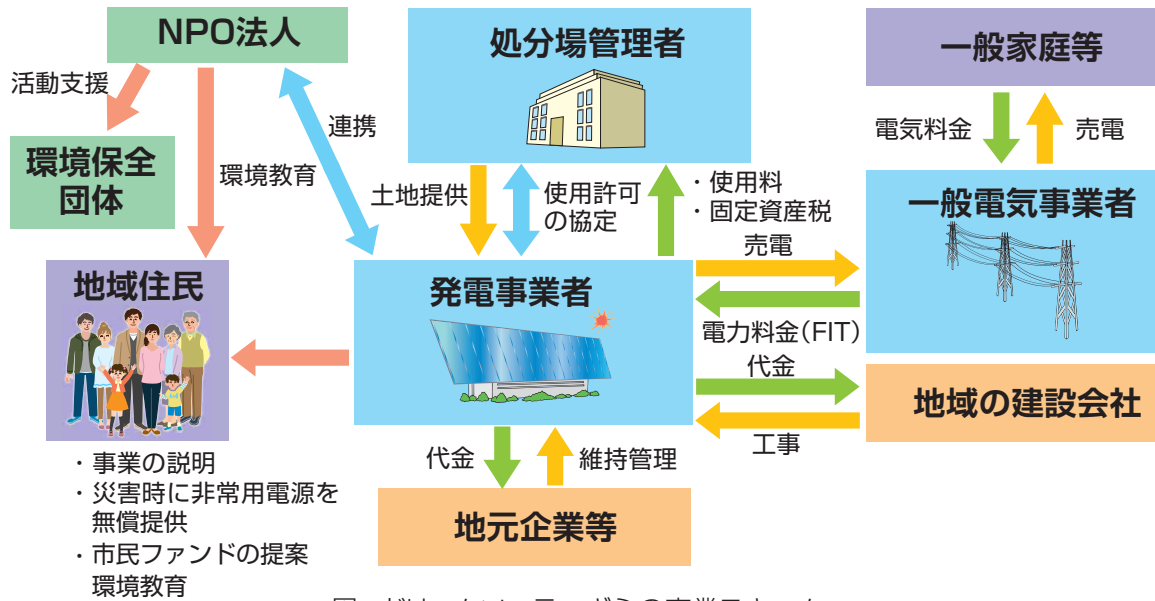 NPO法人
処分場管理者
一般家庭等
活動支援
連携
電気料金
売電
環境保全
団体
環境教育
土地提供
使用許可
の協定
・使用料
・固定資産税
一般電気事業者
売電
地域住民
発電事業者
電力料金(FIT)
代金
地域の建設会社
工事
代金
維持管理
地元企業等
・事業の説明
・災害時に非常用電源を
無償提供
・市民ファンドの提案
環境教育